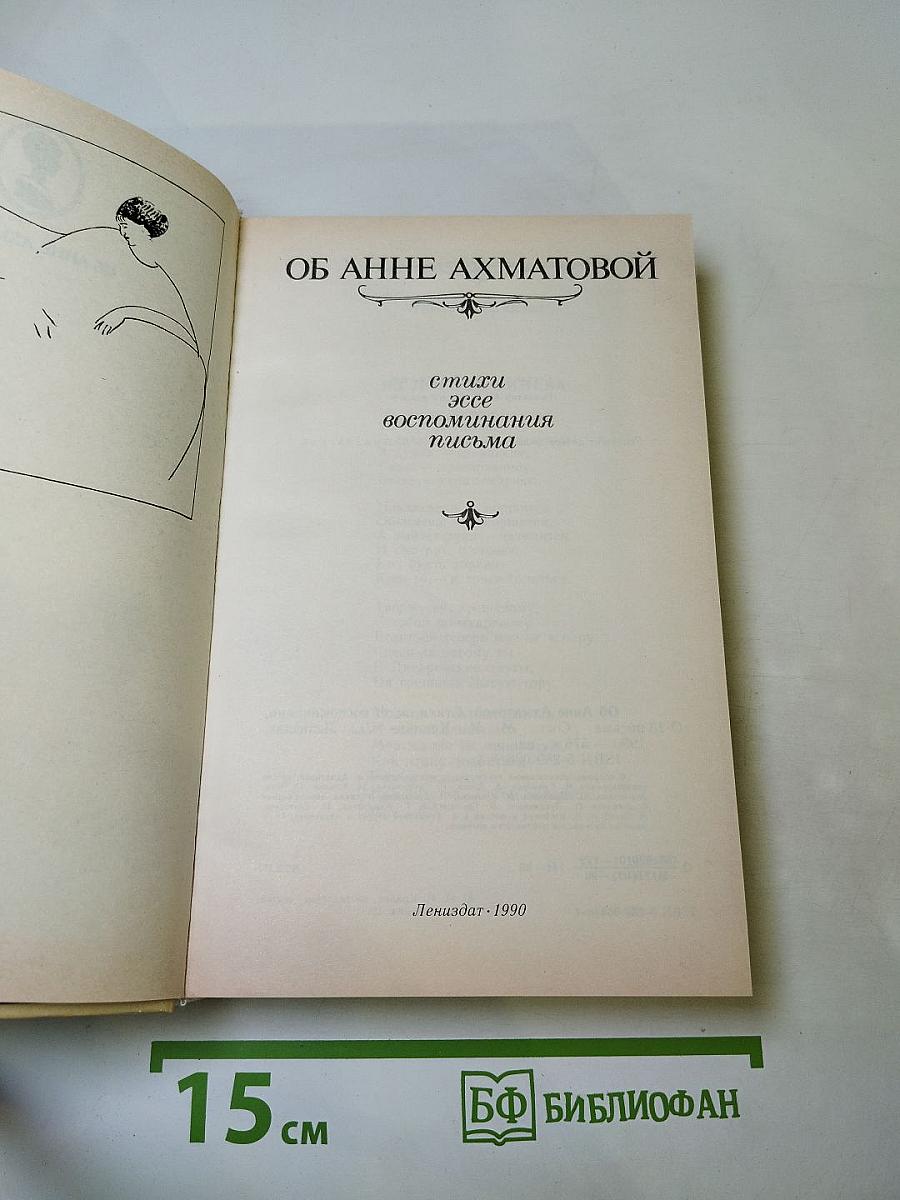 ОБ АННЕ АХМАТОВОЙ
стихи
эссе
воспоминания
письма
Лениздат · 1990
15 см
БФ БИБЛИОФАН